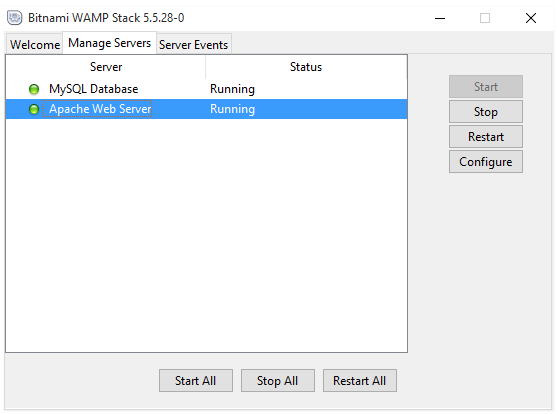 Bitnami WAMP Stack 5.5.28-0
Welcome Manage Servers Server Events
Server Status
MySQL Database Running
Apache Web Server Running
Start
Stop
Restart
Configure
Start All Stop All Restart All